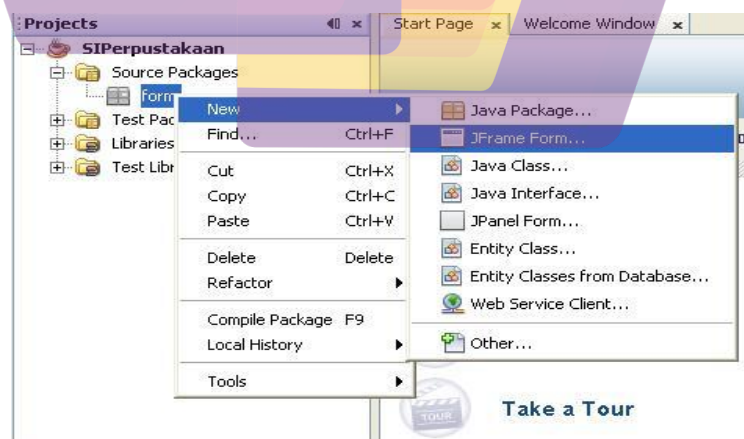 Projects
Start Page
Welcome Window
SIPerpustakaan
Source Packages
form
Test Pac
Libraries
Test Libr
New
Find... Ctrl+F
Cut Ctrl+X
Copy Ctrl+C
Paste Ctrl+V
Delete Delete
Refactor
Compile Package F9
Local History
Tools
Java Package...
JFrame Form...
Java Class...
Java Interface...
JPanel Form...
Entity Class...
Entity Classes from Database...
Web Service Client...
Other...
TOUR
Take a Tour